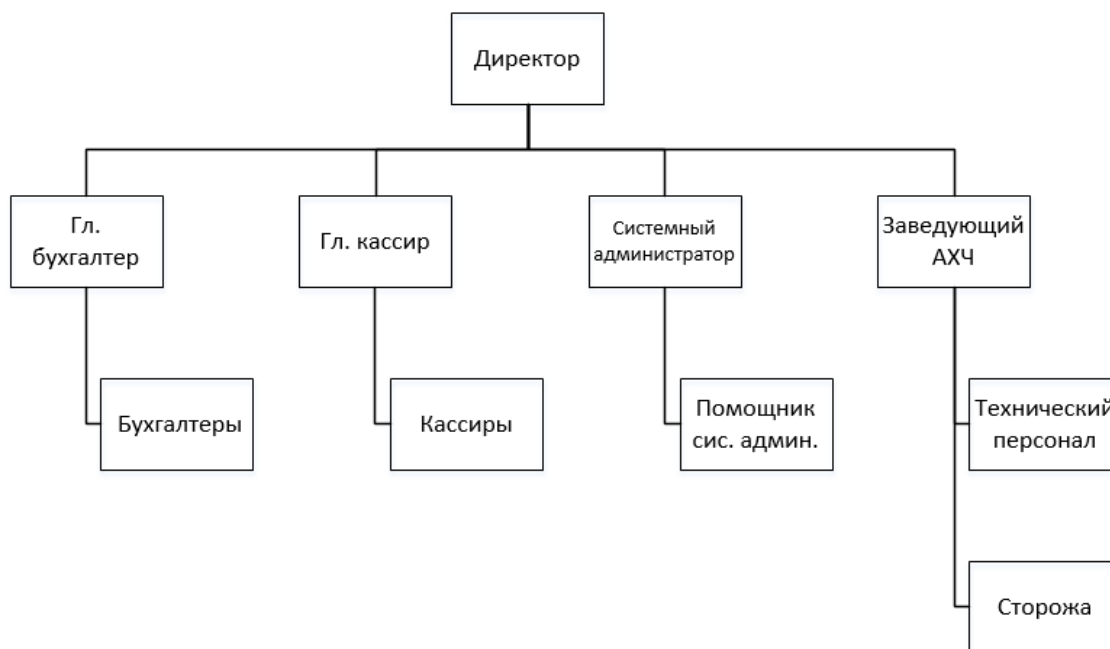 Директор
Гл.
бухгалтер
Гл. кассир
Системный
администратор
Заведующий
АХЧ
Бухгалтеры
Кассиры
Помощник
сис. админ.
Технический
персонал
Сторожа